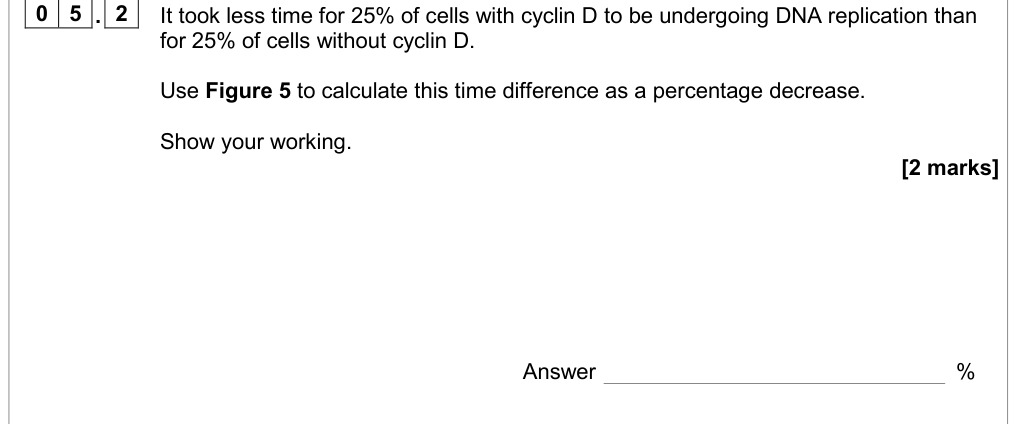 0 5 . 2 It took less time for 25% of cells with cyclin D to be undergoing DNA replication than
for 25% of cells without cyclin D.
Use Figure 5 to calculate this time difference as a percentage decrease.
Show your working.
[2 marks]
Answer %